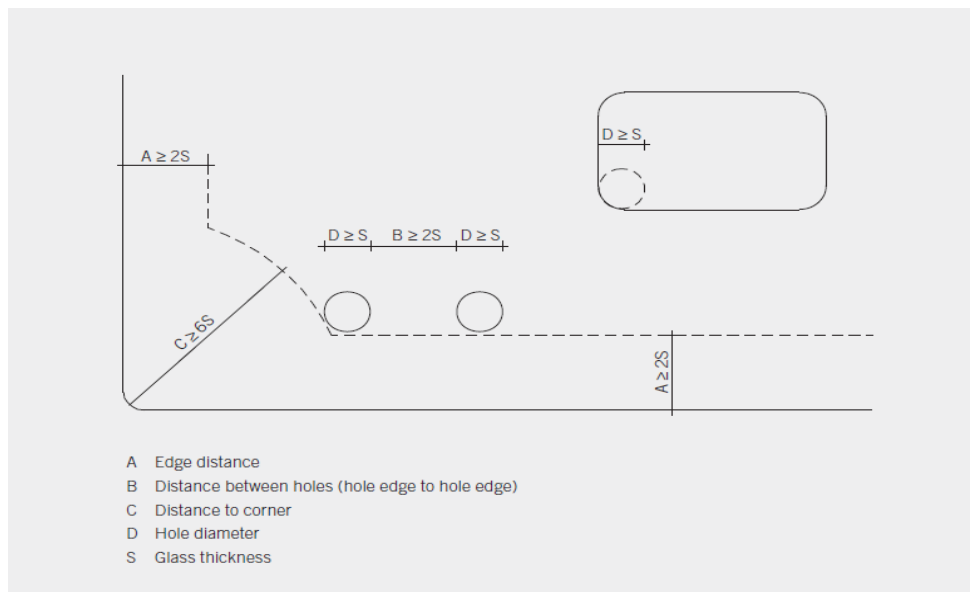 D ≥ S
A ≥ 2S
D ≥ S
B ≥ 2S
D ≥ S
C ≥ 6S
A ≥ 2S
A Edge distance
B Distance between holes (hole edge to hole edge)
C Distance to corner
D Hole diameter
S Glass thickness